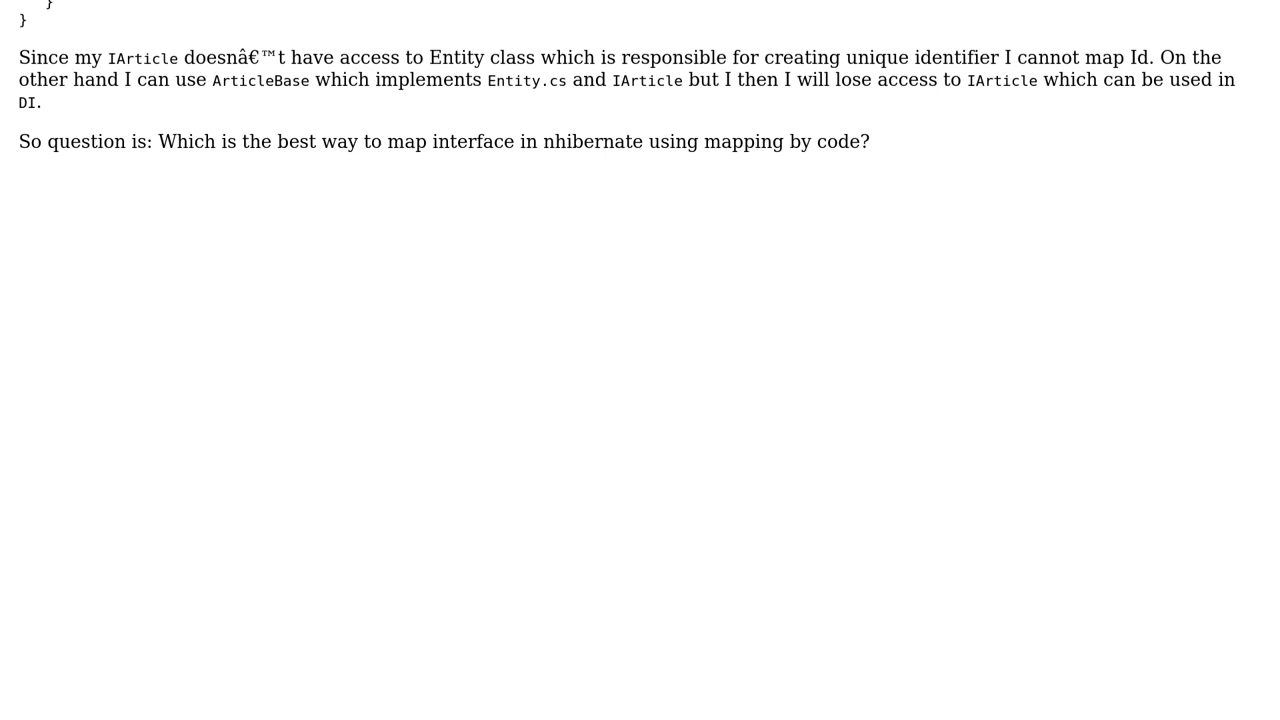 }
}
Since my IArticle doesnâ€™t have access to Entity class which is responsible for creating unique identifier I cannot map Id. On the
other hand I can use ArticleBase which implements Entity.cs and IArticle but I then I will lose access to IArticle which can be used in
DI.
So question is: Which is the best way to map interface in nhibernate using mapping by code?